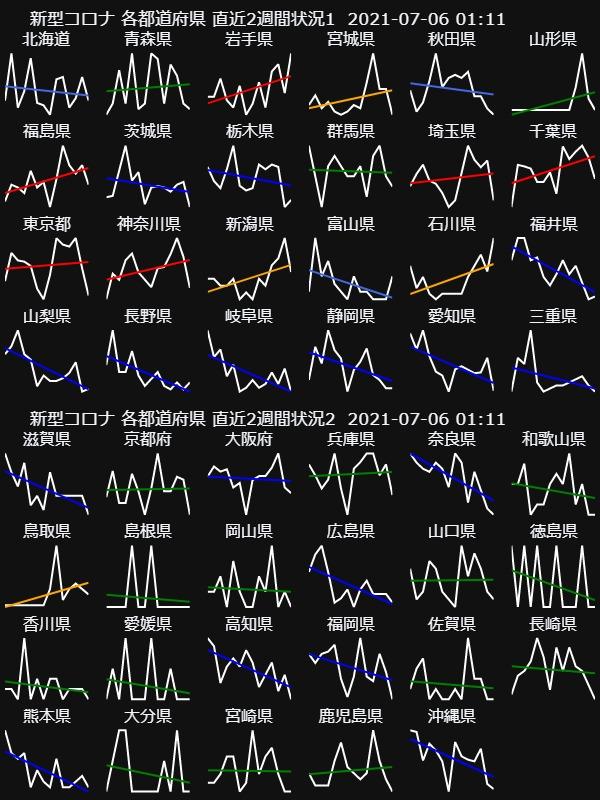 新型コロナ 各都道府県 直近2週間状況1 2021-07-06 01:11
北海道 青森県 岩手県 宮城県 秋田県 山形県
福島県 茨城県 栃木県 群馬県 埼玉県 千葉県
東京都 神奈川県 新潟県 富山県 石川県 福井県
山梨県 長野県 岐阜県 静岡県 愛知県 三重県
新型コロナ 各都道府県 直近2週間状況2 2021-07-06 01:11
滋賀県 京都府 大阪府 兵庫県 奈良県 和歌山県
鳥取県 島根県 岡山県 広島県 山口県 徳島県
香川県 愛媛県 高知県 福岡県 佐賀県 長崎県
熊本県 大分県 宮崎県 鹿児島県 沖縄県